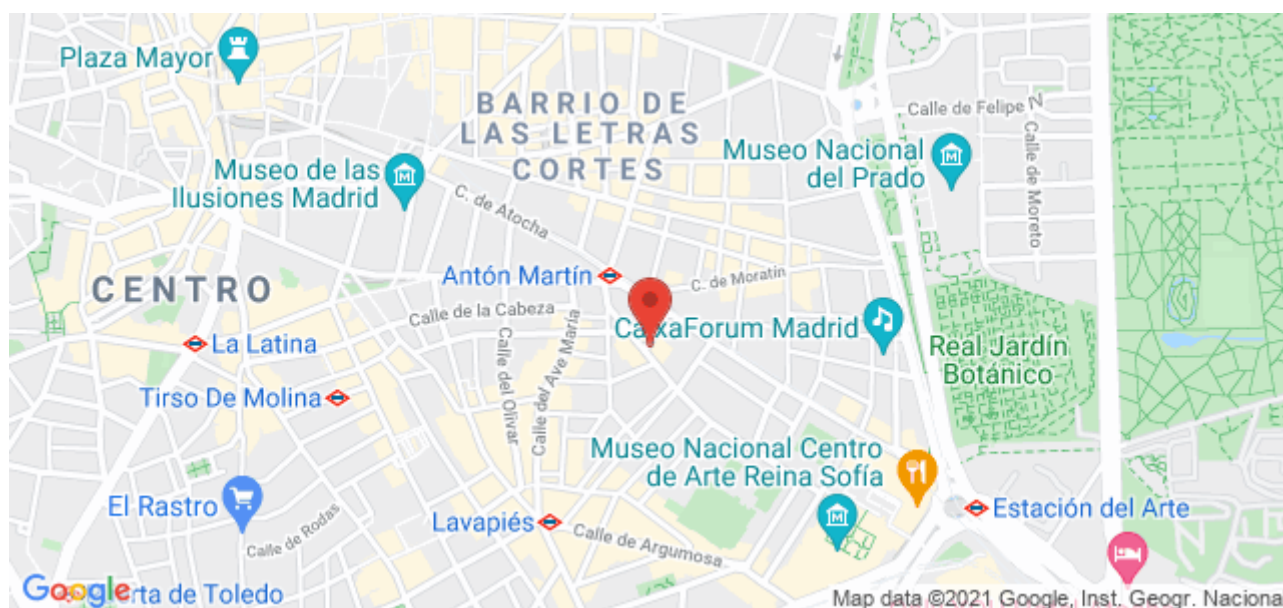 Plaza Mayor
BARRIO DE
LAS LETRAS
CORTES
Calle de Felipe
Calle de Moreto
Museo Nacional
del Prado
Museo de las
Ilusiones Madrid
C. de Atocha
Antón Martín
C. de Moratín
CENTRO
Calle de la Cabeza
CaixaForum Madrid
La Latina
Calle del Olivar
Calle del Ave María
Real Jardín
Botánico
Tirso De Molina
Museo Nacional Centro
de Arte Reina Sofía
El Rastro
Lavapiés
Estación del Arte
Calle de Rodas
Calle de Argumosa
Google
rta de Toledo
Map data ©2021 Google, Inst. Geogr. Naciona